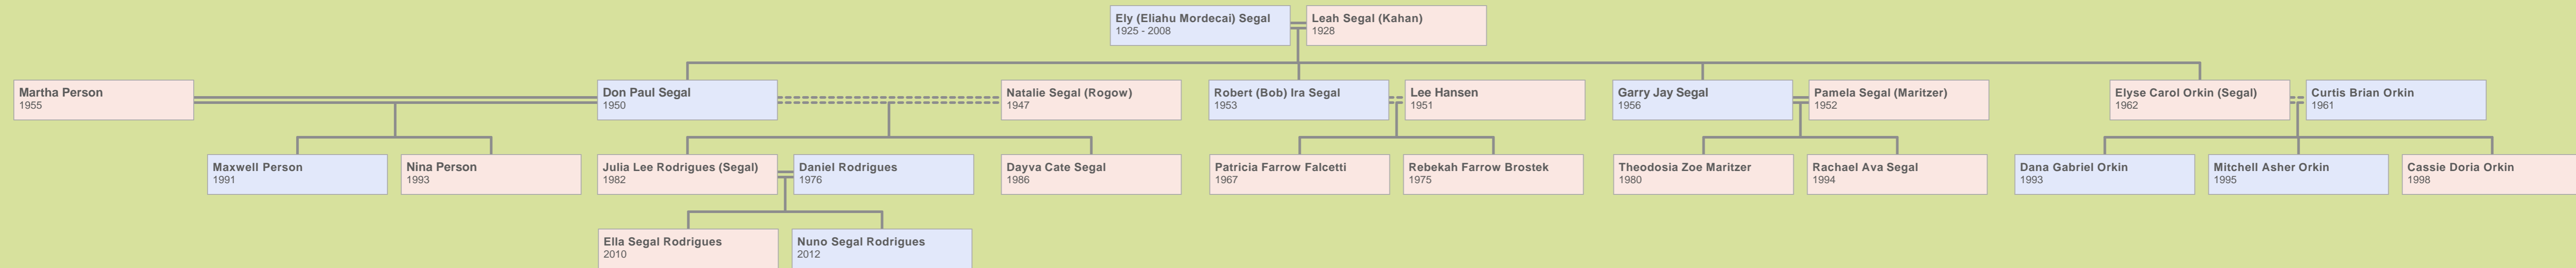 Ely (Eliahu Mordecai) Segal
1925 - 2008
Leah Segal (Kahan)
1928
Martha Person
1955
Don Paul Segal
1950
Natalie Segal (Rogow)
1947
Robert (Bob) Ira Segal
1953
Lee Hansen
1951
Garry Jay Segal
1956
Pamela Segal (Maritzer)
1952
Elyse Carol Orkin (Segal)
1962
Curtis Brian Orkin
1961
Maxwell Person
1991
Nina Person
1993
Julia Lee Rodrigues (Segal)
1982
Daniel Rodrigues
1976
Dayva Cate Segal
1986
Patricia Farrow Falcetti
1967
Rebekah Farrow Brostek
1975
Theodosia Zoe Maritzer
1980
Rachael Ava Segal
1994
Dana Gabriel Orkin
1993
Mitchell Asher Orkin
1995
Cassie Doria Orkin
1998
Ella Segal Rodrigues
2010
Nuno Segal Rodrigues
2012